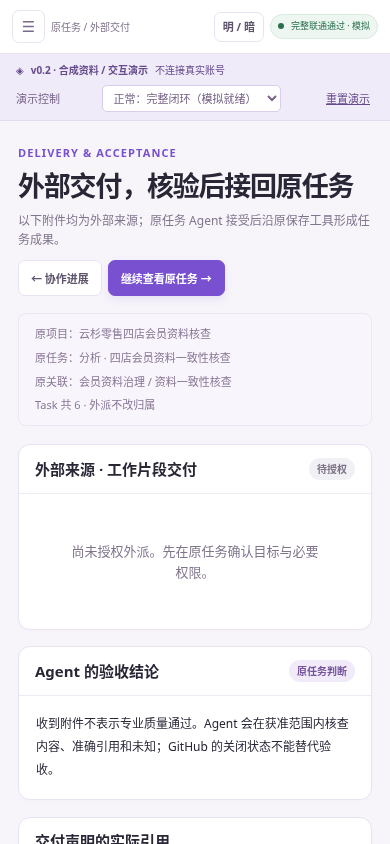 ☰ 原任务 / 外部交付 明 / 暗 完整联通通过 · 模拟
◈ v0.2 · 合成资料 / 交互演示 不连接真实账号
演示控制 正常：完整闭环（模拟就绪） 重置演示
DELIVERY & ACCEPTANCE
外部交付，核验后接回原任务
以下附件均为外部来源；原任务 Agent 接受后沿原保存工具形成任
务成果。
← 协作进展 继续查看原任务 →
原项目：云杉零售四店会员资料核查
原任务：分析 · 四店会员资料一致性核查
原关联：会员资料治理 / 资料一致性核查
Task 共 6 · 外派不改归属
外部来源 · 工作片段交付 待授权
尚未授权外派。先在原任务确认目标与必要
权限。
Agent 的验收结论 原任务判断
收到附件不表示专业质量通过。Agent 会在获准范围内核查
内容、准确引用和未知；GitHub 的关闭状态不能替代验
收。
交付声明的实际引用